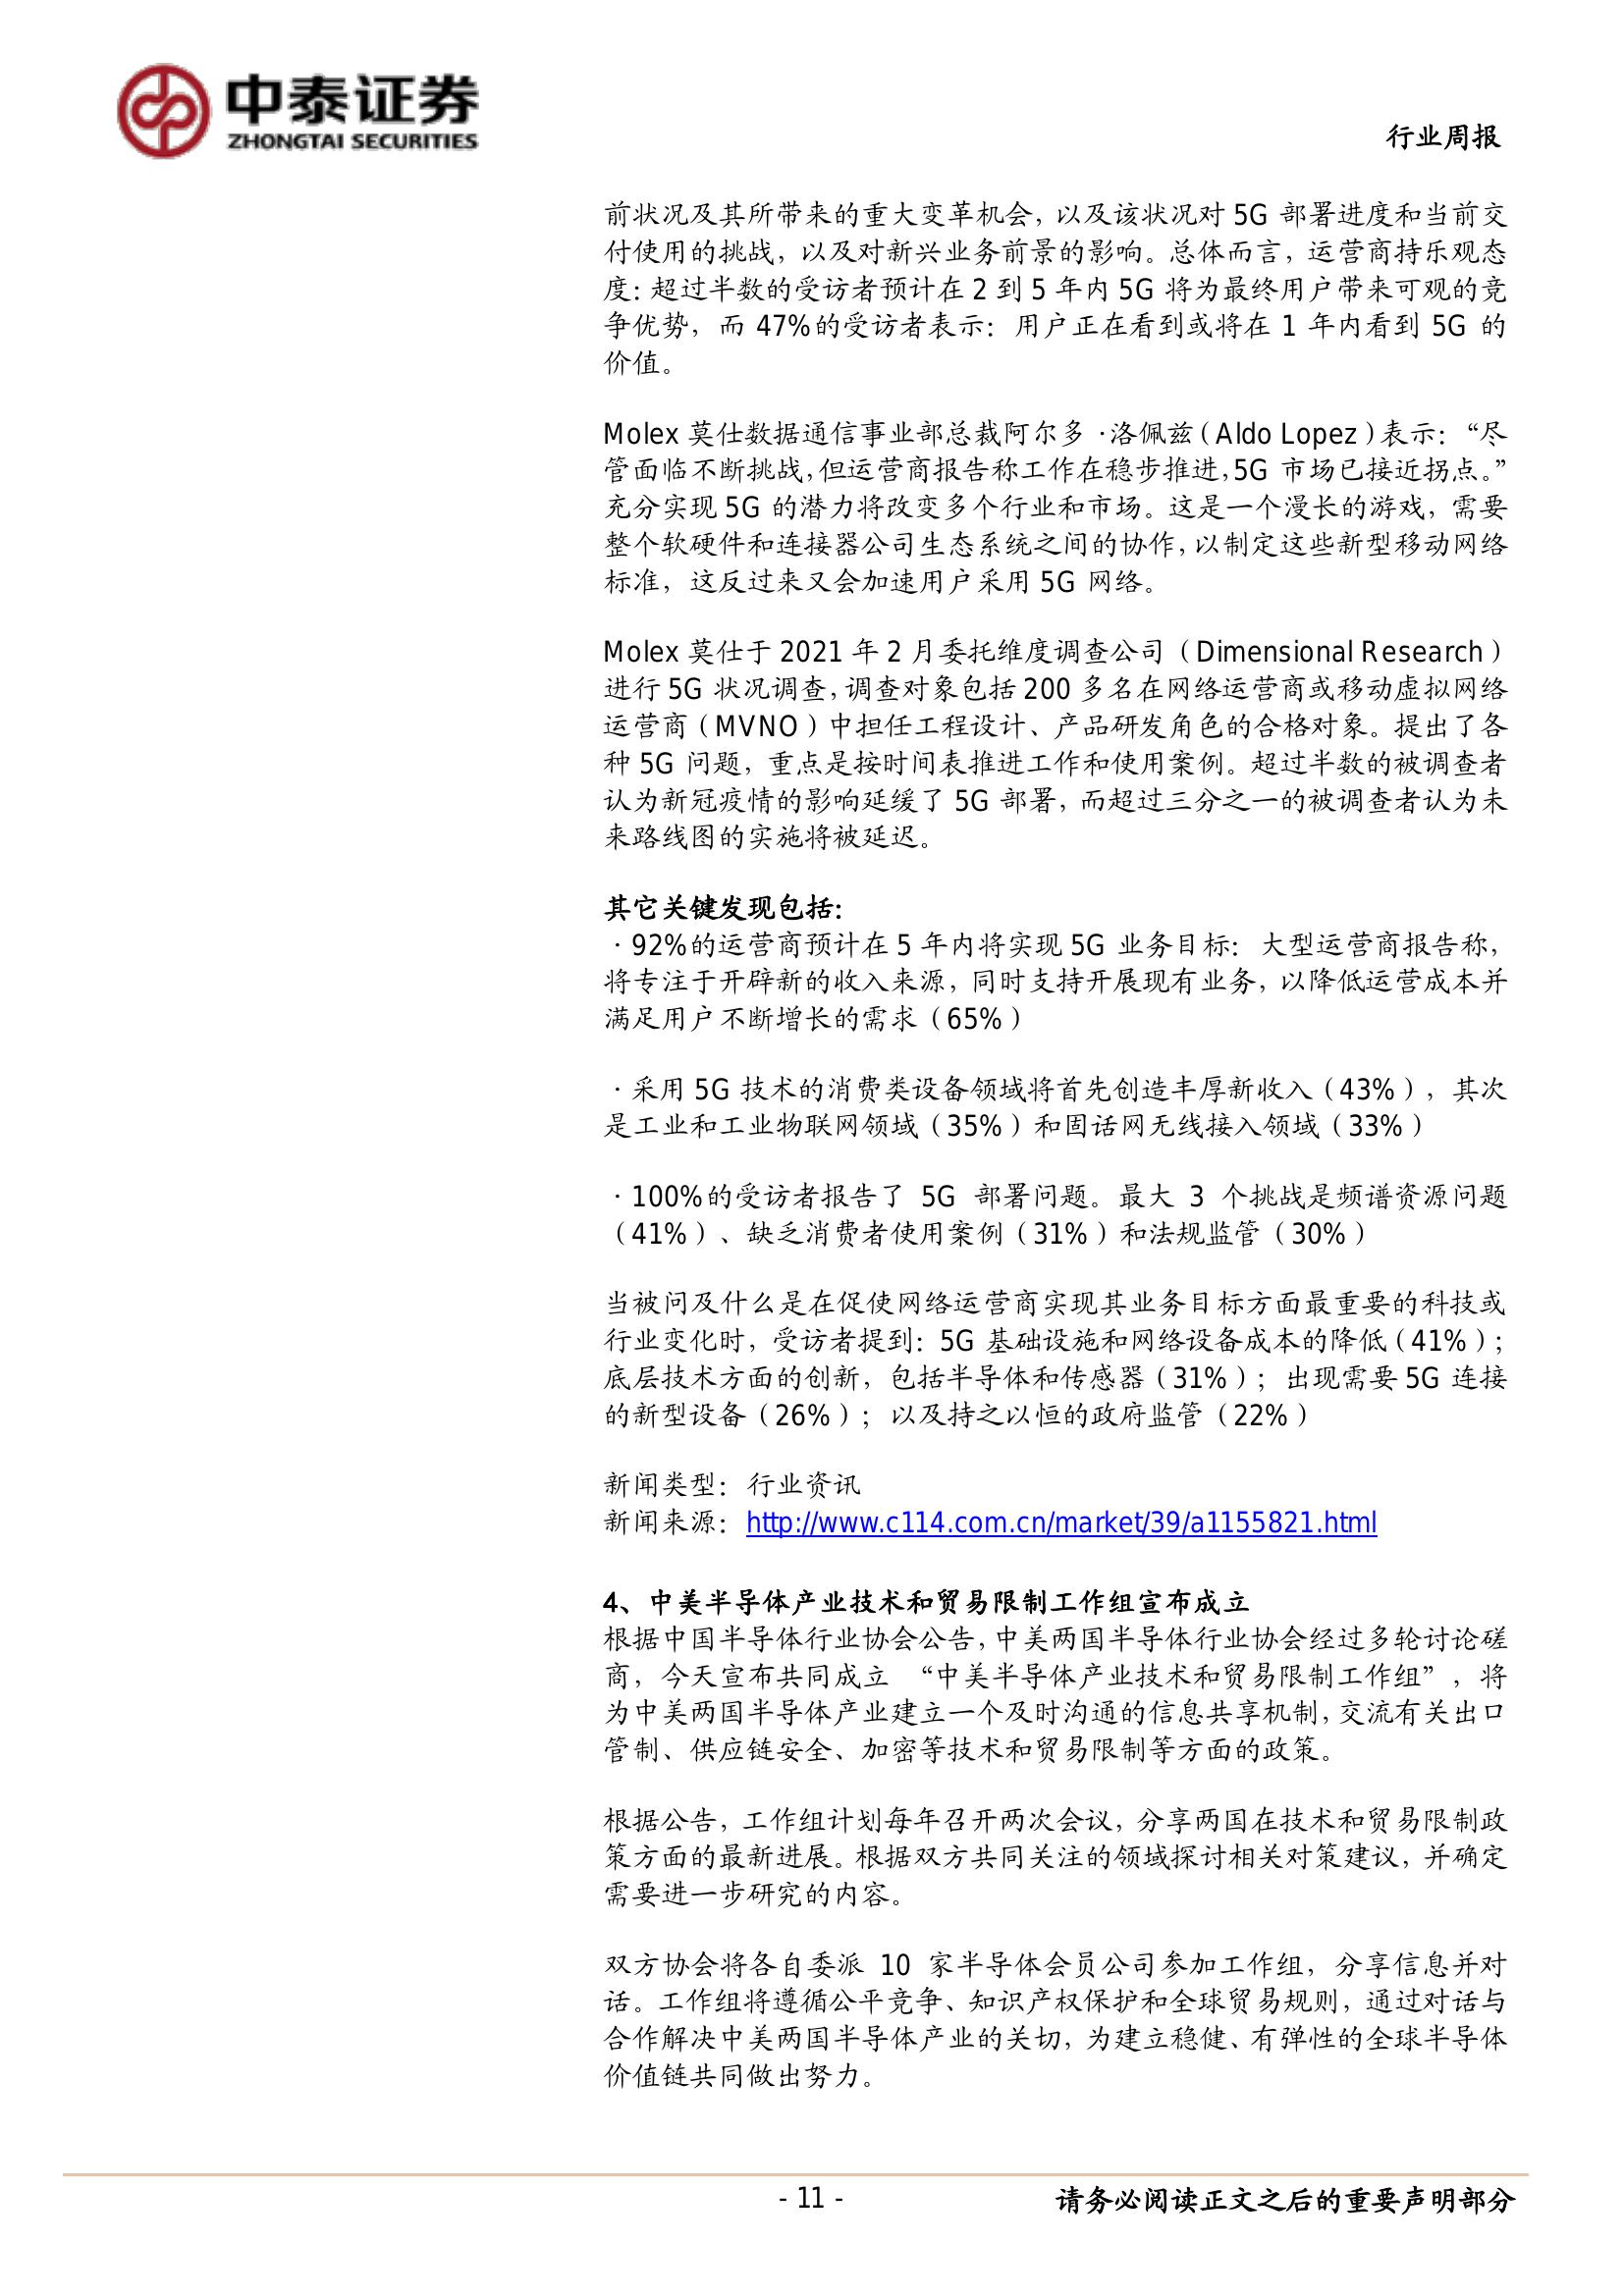 中泰证券
ZHONGTAI SECURITIES
行业周报
前状况及其所带来的重大变革机会，以及该状况对 5G 部署进度和当前交
付使用的挑战，以及对新兴业务前景的影响。总体而言，运营商持乐观态
度：超过半数的受访者预计在 2 到 5 年内 5G 将为最终用户带来可观的竞
争优势，而 47%的受访者表示：用户正在看到或将在 1 年内看到 5G 的
价值。
Molex 莫仕数据通信事业部总裁阿尔多·洛佩兹（Aldo Lopez）表示：“尽
管面临不断挑战，但运营商报告称工作在稳步推进，5G 市场已接近拐点。”
充分实现 5G 的潜力将改变多个行业和市场。这是一个漫长的游戏，需要
整个软硬件和连接器公司生态系统之间的协作，以制定这些新型移动网络
标准，这反过来又会加速用户采用 5G 网络。
Molex 莫仕于 2021 年 2 月委托维度调查公司（Dimensional Research）
进行 5G 状况调查，调查对象包括 200 多名在网络运营商或移动虚拟网络
运营商（MVNO）中担任工程设计、产品研发角色的合格对象。提出了各
种 5G 问题，重点是按时间表推进工作和使用案例。超过半数的被调查者
认为新冠疫情的影响延缓了 5G 部署，而超过三分之一的被调查者认为未
来路线图的实施将被延迟。
其它关键发现包括：
·92%的运营商预计在 5 年内将实现 5G 业务目标：大型运营商报告称，
将专注于开辟新的收入来源，同时支持开展现有业务，以降低运营成本并
满足用户不断增长的需求（65%）
·采用 5G 技术的消费类设备领域将首先创造丰厚新收入（43%），其次
是工业和工业物联网领域（35%）和固话网无线接入领域（33%）
·100%的受访者报告了 5G 部署问题。最大 3 个挑战是频谱资源问题
（41%）、缺乏消费者使用案例（31%）和法规监管（30%）
当被问及什么是在促使网络运营商实现其业务目标方面最重要的科技或
行业变化时，受访者提到：5G 基础设施和网络设备成本的降低（41%）；
底层技术方面的创新，包括半导体和传感器（31%）；出现需要 5G 连接
的新型设备（26%）；以及持之以恒的政府监管（22%）
新闻类型：行业资讯
新闻来源：http://www.c114.com.cn/market/39/a1155821.html
4、中美半导体产业技术和贸易限制工作组宣布成立
根据中国半导体行业协会公告，中美两国半导体行业协会经过多轮讨论磋
商，今天宣布共同成立 “中美半导体产业技术和贸易限制工作组”，将
为中美两国半导体产业建立一个及时沟通的信息共享机制，交流有关出口
管制、供应链安全、加密等技术和贸易限制等方面的政策。
根据公告，工作组计划每年召开两次会议，分享两国在技术和贸易限制政
策方面的最新进展。根据双方共同关注的领域探讨相关对策建议，并确定
需要进一步研究的内容。
双方协会将各自委派 10 家半导体会员公司参加工作组，分享信息并对
话。工作组将遵循公平竞争、知识产权保护和全球贸易规则，通过对话与
合作解决中美两国半导体产业的关切，为建立稳健、有弹性的全球半导体
价值链共同做出努力。
- 11 -
请务必阅读正文之后的重要声明部分